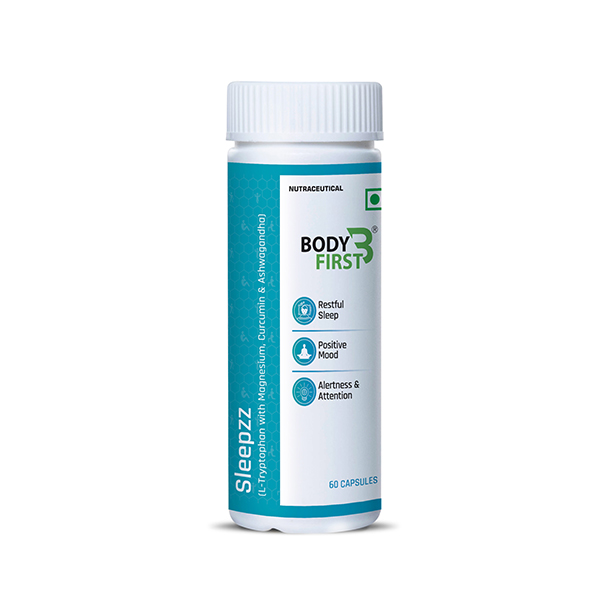 NUTRACEUTICAL
BODY
FIRST
B®
Restful
Sleep
Positive
Mood
Alertness &
Attention
60 CAPSULES
Sleepzz
(L-Tryptophan with Magnesium, Curcumin & Ashwagandha)